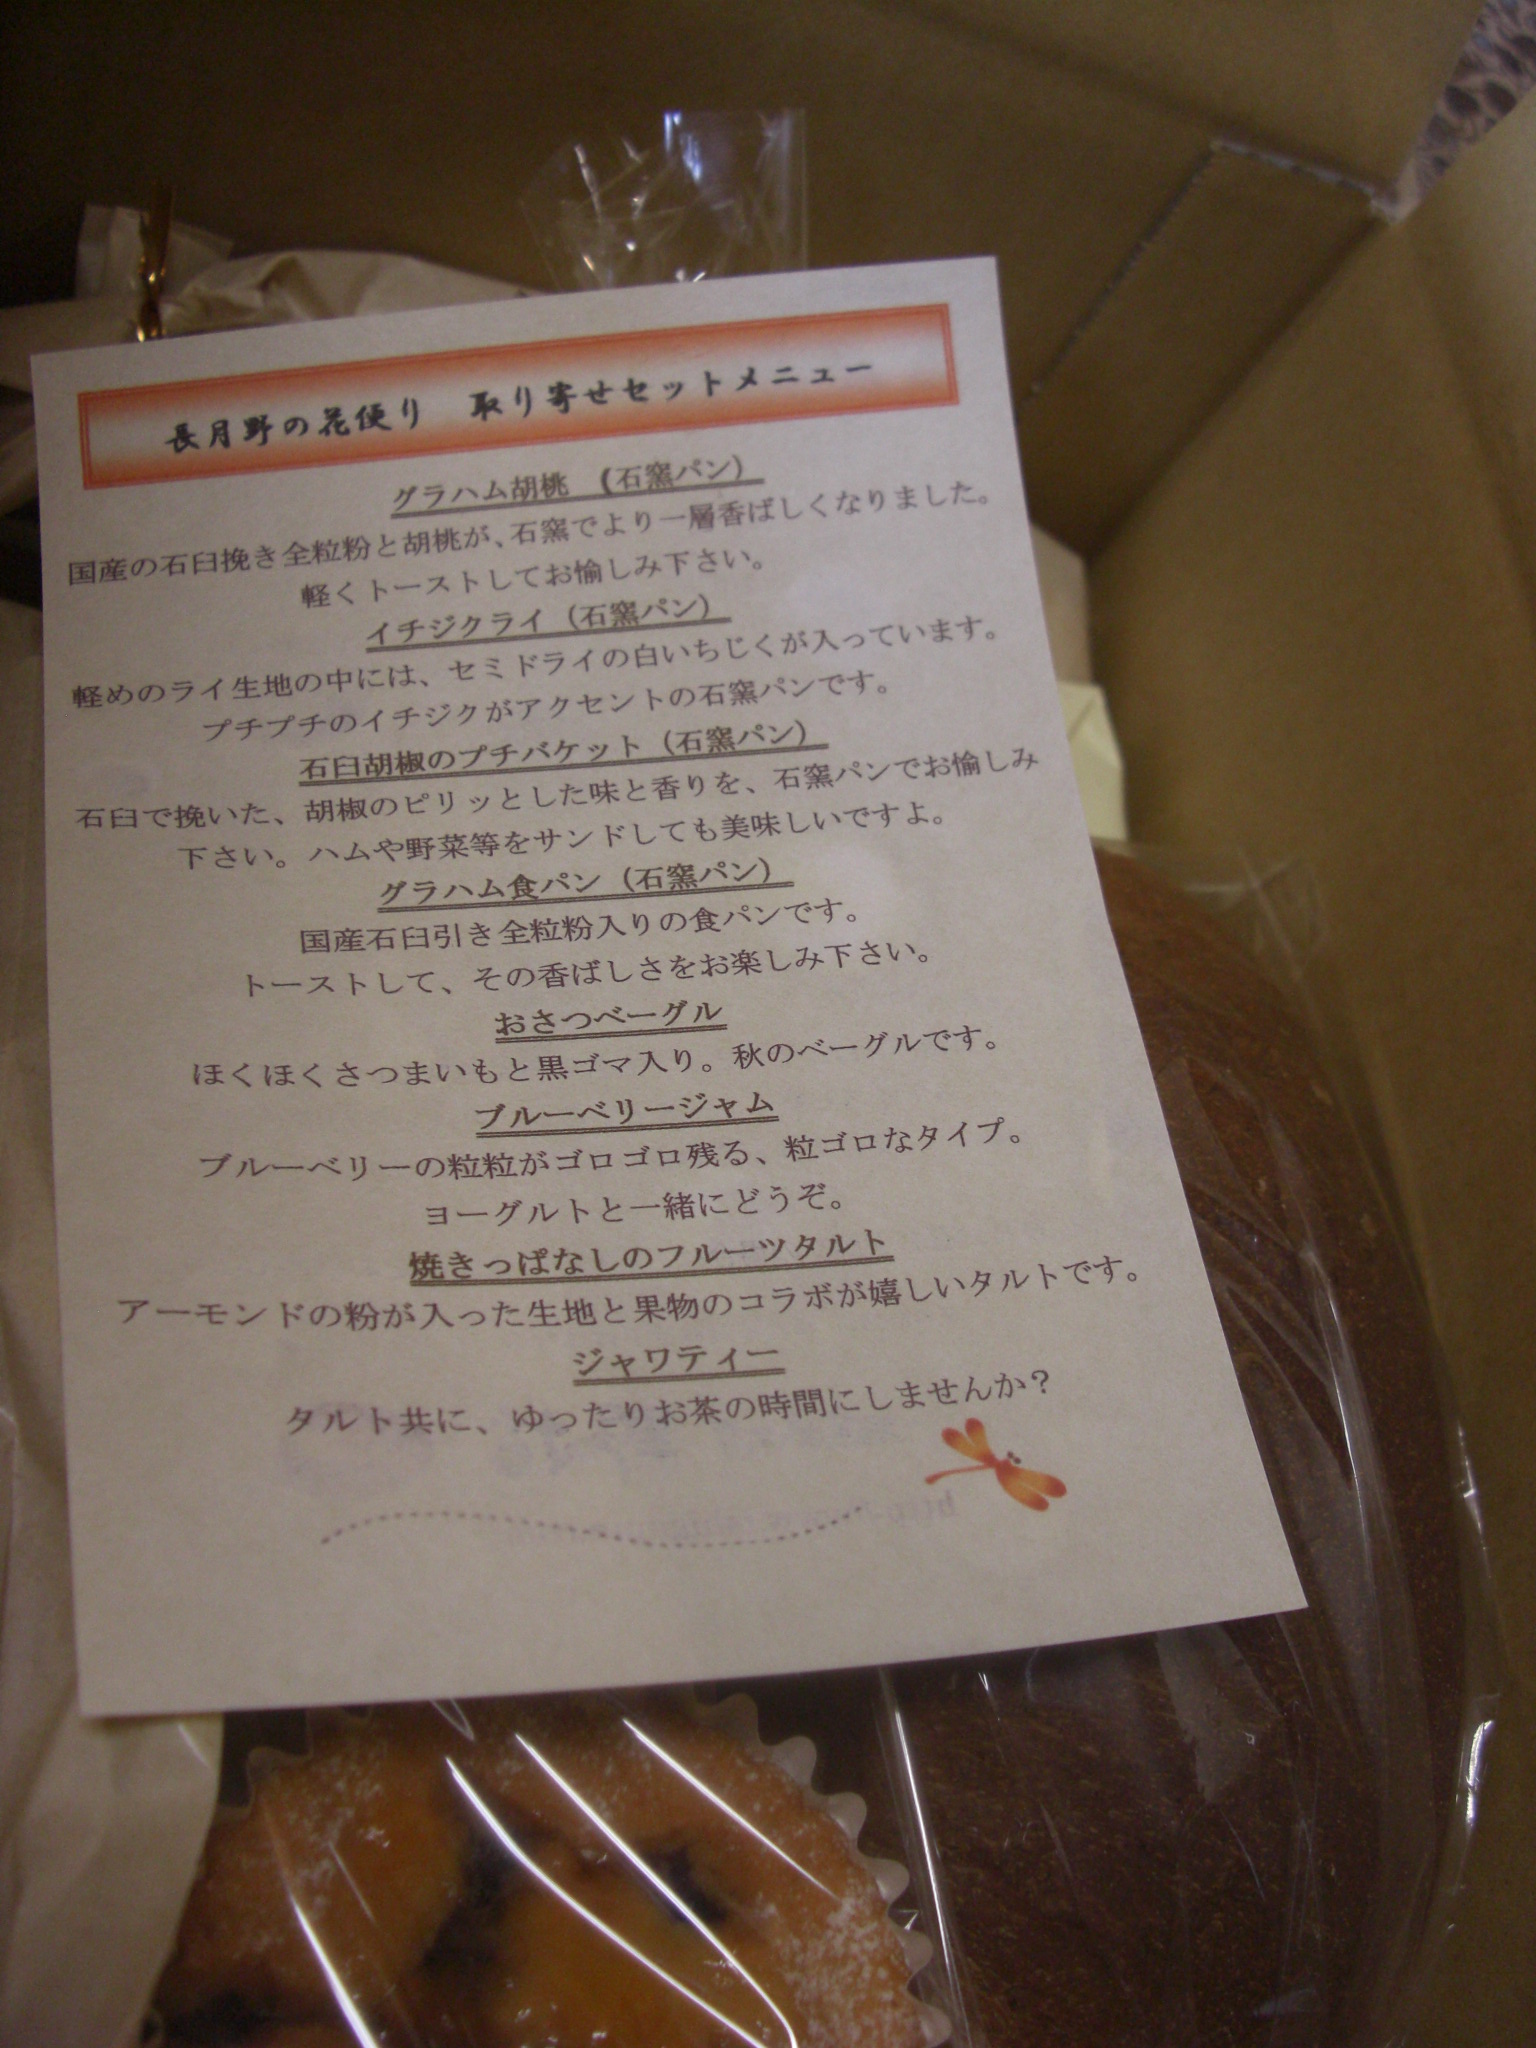 長月野の花便り 取り寄せセットメニュー
グラハム胡桃 (石窯パン)
国産の石臼挽き全粒粉と胡桃が、石窯でより一層香ばしくなりました。
軽くトーストしてお愉しみ下さい。
イチジクライ(石窯パン)
軽めのライ生地の中には、セミドライの白いちじくが入っています。
プチプチのイチジクがアクセントの石窯パンです。
石臼胡椒のプチバケット(石窯パン)
石臼で挽いた、胡椒のピリッとした味と香りを、石窯パンでお愉しみ
下さい。ハムや野菜等をサンドしても美味しいですよ。
グラハム食パン(石窯パン)
国産石臼引き全粒粉入りの食パンです。
トーストして、その香ばしさをお楽しみ下さい。
おさつベーグル
ほくほくさつまいもと黒ゴマ入り。秋のベーグルです。
ブルーベリージャム
ブルーベリーの粒粒がゴロゴロ残る、粒ゴロなタイプ。
ヨーグルトと一緒にどうぞ。
焼きっぱなしのフルーツタルト
アーモンドの粉が入った生地と果物のコラボが嬉しいタルトです。
ジャワティー
タルト共に、ゆったりお茶の時間にしませんか？